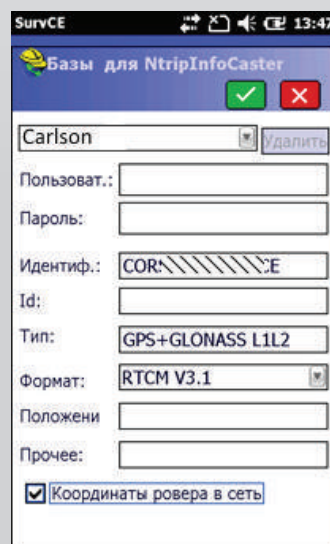 SurvCE 13:47
Базы для NtripInfoCaster
Carlson Удалить
Пользоват.:
Пароль:
Идентиф.:
Id:
Тип: GPS+GLONASS L1L2
Формат: RTCM V3.1
Положени
Прочее:
Координаты ровера в сеть